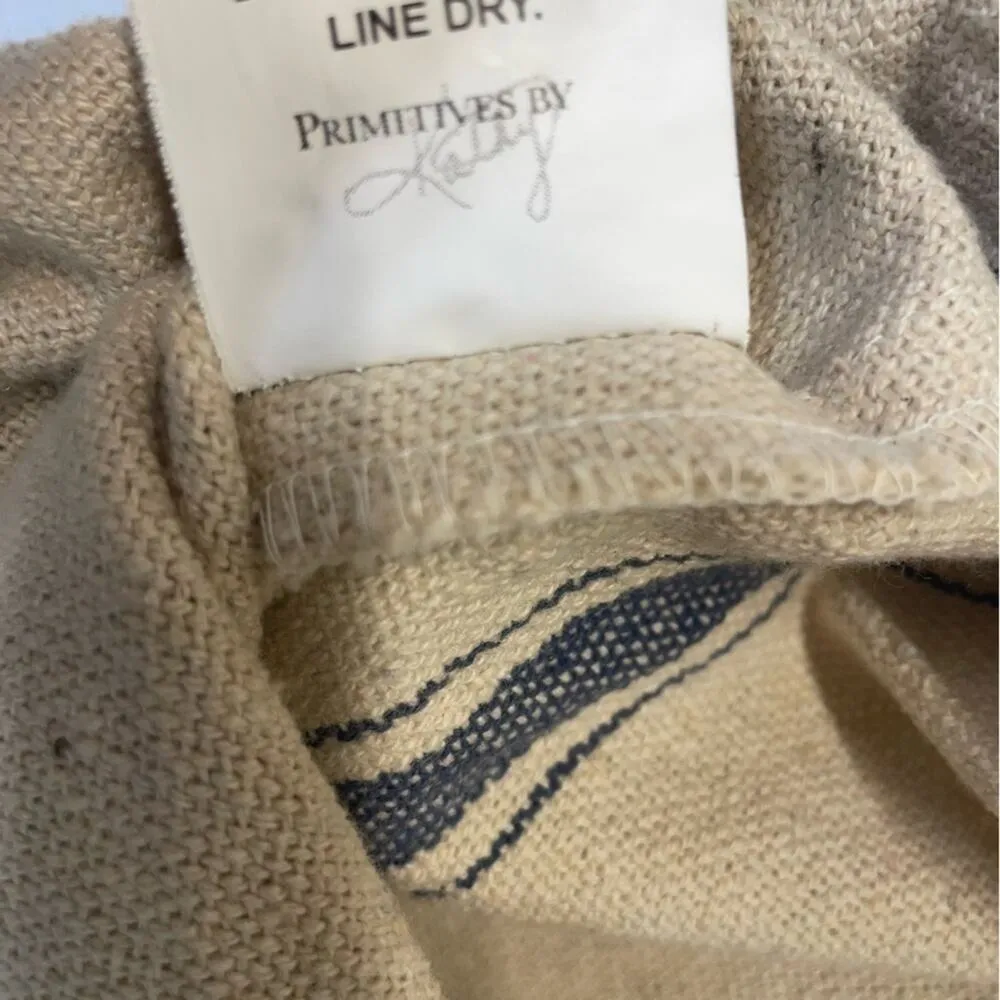 LINE DRY.
PRIMITIVES BY
Kathy